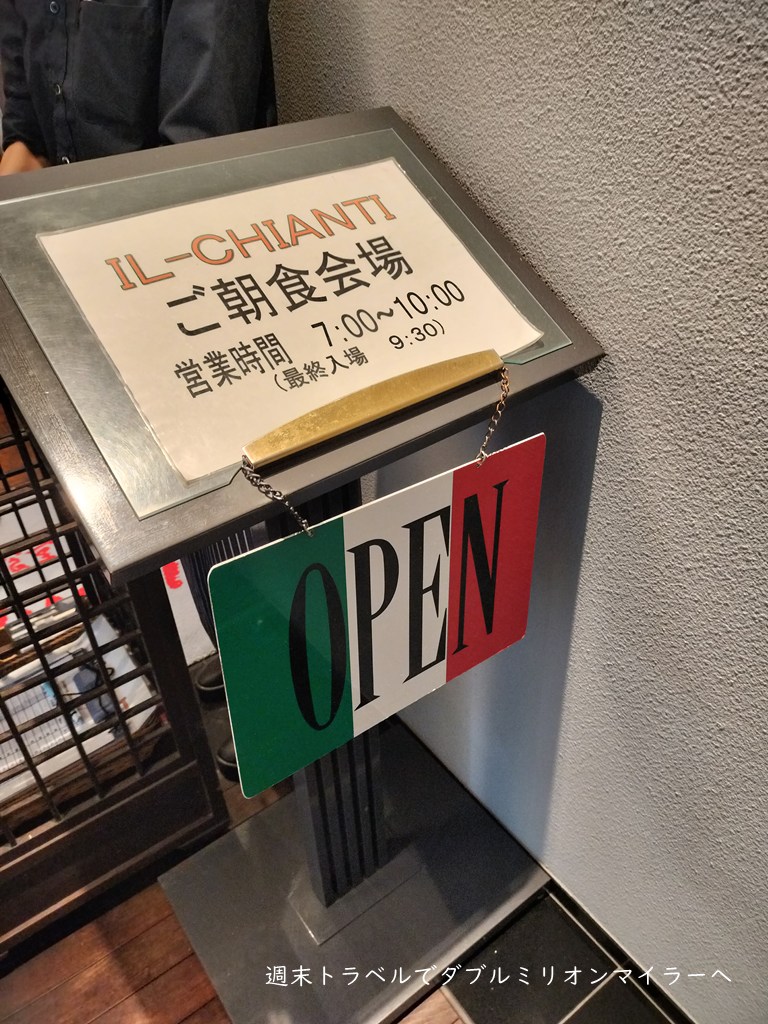 IL-CHIANTI
ご朝食会場
営業時間 7:00~10:00
(最終入場 9:30)
OPEN
週末トラベルでダブルミリオンマイラーへ